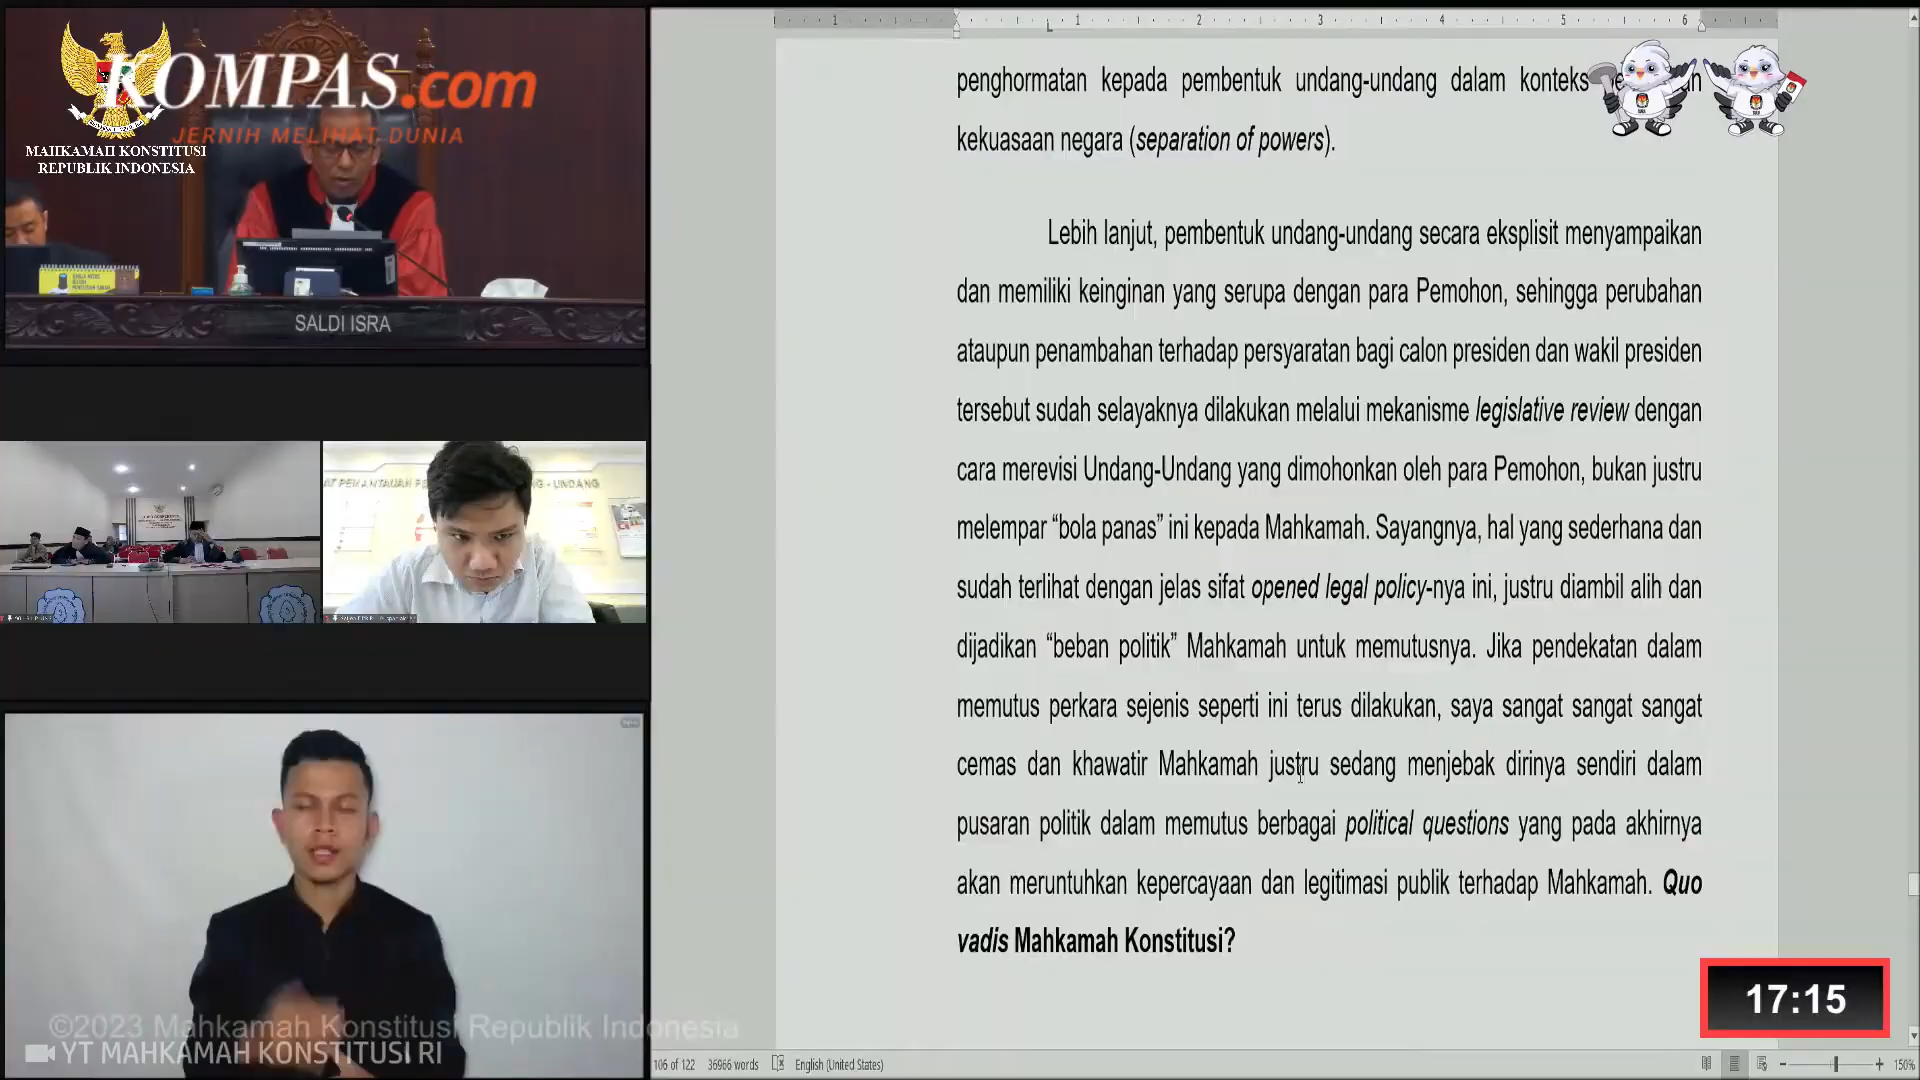 KOMPAS.com
JERNIH MELIHAT DUNIA
MAHKAMAH KONSTITUSI
REPUBLIK INDONESIA
SALDI ISRA
©2023 Mahkamah Konstitusi Republik Indonesia
YT MAHKAMAH KONSTITUSI RI
penghormatan kepada pembentuk undang-undang dalam konteks
kekuasaan negara (separation of powers).
Lebih lanjut, pembentuk undang-undang secara eksplisit menyampaikan
dan memiliki keinginan yang serupa dengan para Pemohon, sehingga perubahan
ataupun penambahan terhadap persyaratan bagi calon presiden dan wakil presiden
tersebut sudah selayaknya dilakukan melalui mekanisme legislative review dengan
cara merevisi Undang-Undang yang dimohonkan oleh para Pemohon, bukan justru
melempar “bola panas” ini kepada Mahkamah. Sayangnya, hal yang sederhana dan
sudah terlihat dengan jelas sifat opened legal policy-nya ini, justru diambil alih dan
dijadikan “beban politik” Mahkamah untuk memutusnya. Jika pendekatan dalam
memutus perkara sejenis seperti ini terus dilakukan, saya sangat sangat sangat
cemas dan khawatir Mahkamah justru sedang menjebak dirinya sendiri dalam
pusaran politik dalam memutus berbagai political questions yang pada akhirnya
akan meruntuhkan kepercayaan dan legitimasi publik terhadap Mahkamah. Quo
vadis Mahkamah Konstitusi?
17:15
106 of 122 36966 words English (United States) 150%